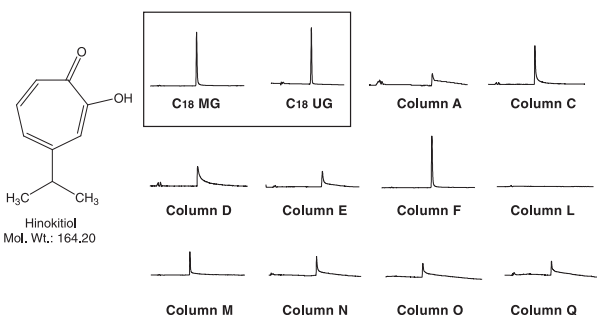 O
OH
H3C
CH3
Hinokitiol
Mol. Wt.: 164.20
C18 MG
C18 UG
Column A
Column C
Column D
Column E
Column F
Column L
Column M
Column N
Column O
Column Q